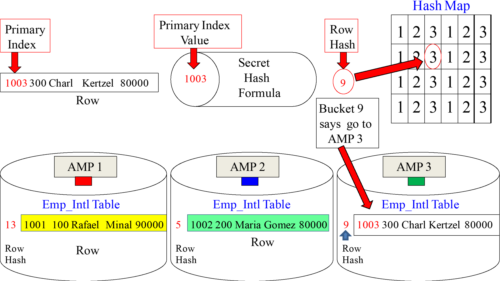 Primary
Index
1003 300 Charl Kertzel 80000
Row
Primary Index
Value
1003
Secret
Hash
Formula
Row
Hash
9
Hash Map
1 2 3 1 2 3
1 2 3 1 2 3
1 2 3 1 2 3
1 2 3 1 2 3
Bucket 9
says go to
AMP 3
AMP 1
Emp_Intl Table
13 1001 100 Rafael Minal 90000
Row
Hash
Row
AMP 2
Emp_Intl Table
5 1002 200 Maria Gomez 80000
Row
Hash
Row
AMP 3
Emp_Intl Table
9 1003 300 Charl Kertzel 80000
Row
Hash
Row